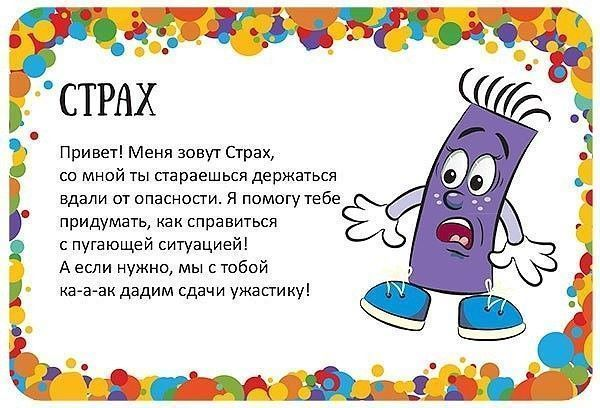 СТРАХ
Привет! Меня зовут Страх,
со мной ты стараешься держаться
вдали от опасности. Я помогу тебе
придумать, как справиться
с пугающей ситуацией!
А если нужно, мы с тобой
ка-а-ак дадим сдачи ужастику!